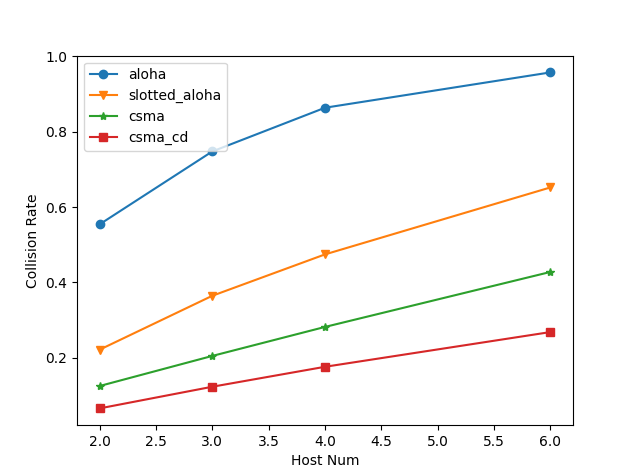 1.0
0.8
0.6
0.4
0.2
Collision Rate
aloha
slotted_aloha
csma
csma_cd
2.0 2.5 3.0 3.5 4.0 4.5 5.0 5.5 6.0
Host Num